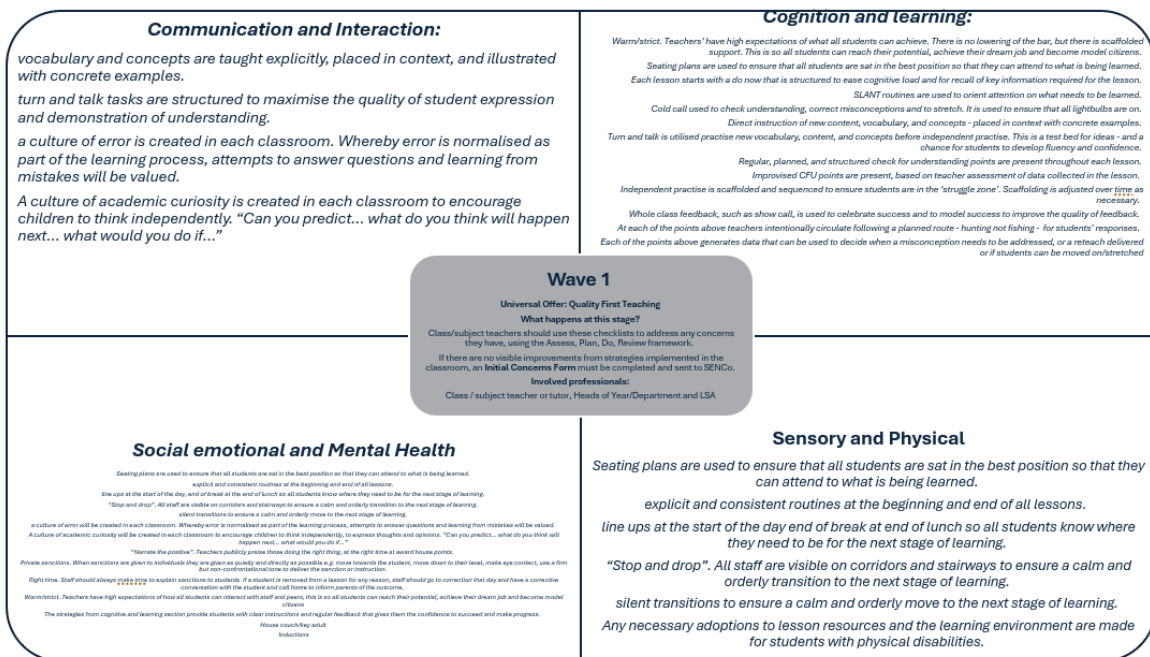 Communication and Interaction:
vocabulary and concepts are taught explicitly, placed in context, and illustrated
with concrete examples.
turn and talk tasks are structured to maximise the quality of student expression
and demonstration of understanding.
a culture of error is created in each classroom. Whereby error is normalised as
part of the learning process, attempts to answer questions and learning from
mistakes will be valued.
A culture of academic curiosity is created in each classroom to encourage
children to think independently. “Can you predict… what do you think will happen
next… what would you do if…”
Cognition and learning:
Warm/strict. Teachers’ have high expectations of what all students can achieve. There is no lowering of the bar, but there is scaffolded
support. This is so all students can reach their potential, achieve their dream job and become model citizens.
Seating plans are used to ensure that all students are sat in the best position so that they can attend to what is being learned.
Each lesson starts with a do now that is structured to ease cognitive load and for recall of key information required for the lesson.
SLANT routines are used to orient attention on what needs to be learned.
Cold call used to check understanding, correct misconceptions and to stretch. It is used to ensure that all lightbulbs are on.
Direct instruction of new content, vocabulary, and concepts - placed in context with concrete examples.
Turn and talk is utilised practise new vocabulary, content, and concepts before independent practise. This is a test bed for ideas - and a
chance for students to develop fluency and confidence.
Regular, planned, and structured check for understanding points are present throughout each lesson.
Improvised CFU points are present, based on teacher assessment of data collected in the lesson.
Independent practise is scaffolded and sequenced to ensure students are in the ‘struggle zone’. Scaffolding is adjusted over time as
necessary.
Whole class feedback, such as show call, is used to celebrate success and to model success to improve the quality of feedback.
At each of the points above teachers intentionally circulate following a planned route - hunting not fishing - for students’ responses.
Each of the points above generates data that can be used to decide when a misconception needs to be addressed, or a reteach delivered
or if students can be moved on/stretched
Wave 1
Universal Offer: Quality First Teaching
What happens at this stage?
Class/subject teachers should use these checklists to address any concerns
they have, using the Assess, Plan, Do, Review framework.
If there are no visible improvements from strategies implemented in the
classroom, an Initial Concerns Form must be completed and sent to SENCo.
Involved professionals:
Class / subject teacher or tutor, Heads of Year/Department and LSA
Social emotional and Mental Health
Seating plans are used to ensure that all students are sat in the best position so that they can attend to what is being learned.
explicit and consistent routines at the beginning and end of all lessons.
line ups at the start of the day, end of break at the end of lunch so all students know where they need to be for the next stage of learning.
“Stop and drop”. All staff are visible on corridors and stairways to ensure a calm and orderly transition to the next stage of learning.
silent transitions to ensure a calm and orderly move to the next stage of learning.
a culture of error will be created in each classroom. Whereby error is normalised as part of the learning process, attempts to answer questions and learning from mistakes will be valued.
A culture of academic curiosity will be created in each classroom to encourage children to think independently, to express thoughts and opinions. “Can you predict… what do you think will
happen next… what would you do if…”
“Narrate the positive”. Teachers publicly praise those doing the right thing, at the right time at award house points.
Private sanctions. When sanctions are given to individuals they are given as quietly and directly as possible e.g. move towards the student, move down to their level, make eye contact, use a firm
but non-confrontational tone to deliver the sanction or instruction.
Right time. Staff should always make time to explain sanctions to students. If a student is removed from a lesson for any reason, staff should go to correction that day and have a corrective
conversation with the student and call home to inform parents of the outcome.
Warm/strict. Teachers have high expectations of how all students can interact with staff and peers, this is so all students can reach their potential, achieve their dream job and become model
citizens
The strategies from cognitive and learning section provide students with clear instructions and regular feedback that gives them the confidence to succeed and make progress.
House couch/key adult
Inductions
Sensory and Physical
Seating plans are used to ensure that all students are sat in the best position so that they
can attend to what is being learned.
explicit and consistent routines at the beginning and end of all lessons.
line ups at the start of the day end of break at end of lunch so all students know where
they need to be for the next stage of learning.
“Stop and drop”. All staff are visible on corridors and stairways to ensure a calm and
orderly transition to the next stage of learning.
silent transitions to ensure a calm and orderly move to the next stage of learning.
Any necessary adoptions to lesson resources and the learning environment are made
for students with physical disabilities.